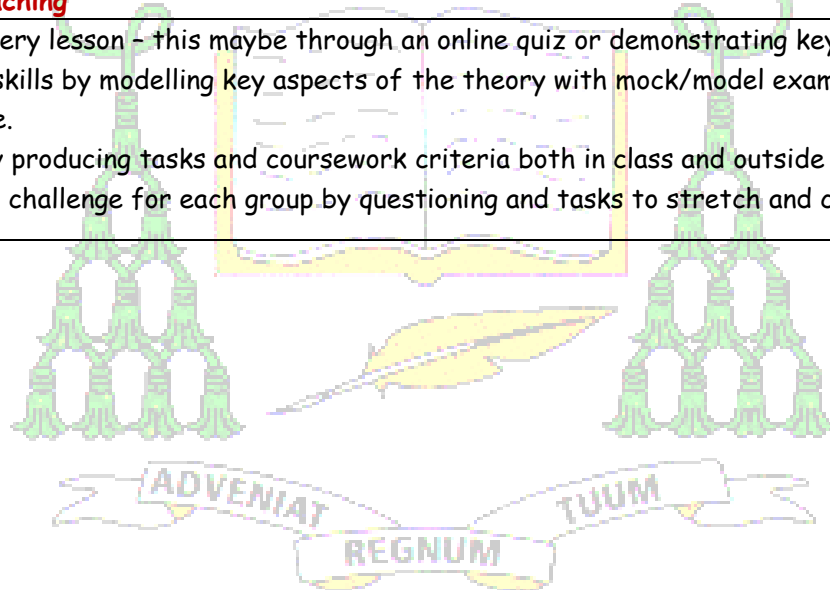 aching
ery lesson – this maybe through an online quiz or demonstrating key
skills by modelling key aspects of the theory with mock/model exam
e.
y producing tasks and coursework criteria both in class and outside
challenge for each group by questioning and tasks to stretch and c
ADVENIAT
REGNUM
TUUM